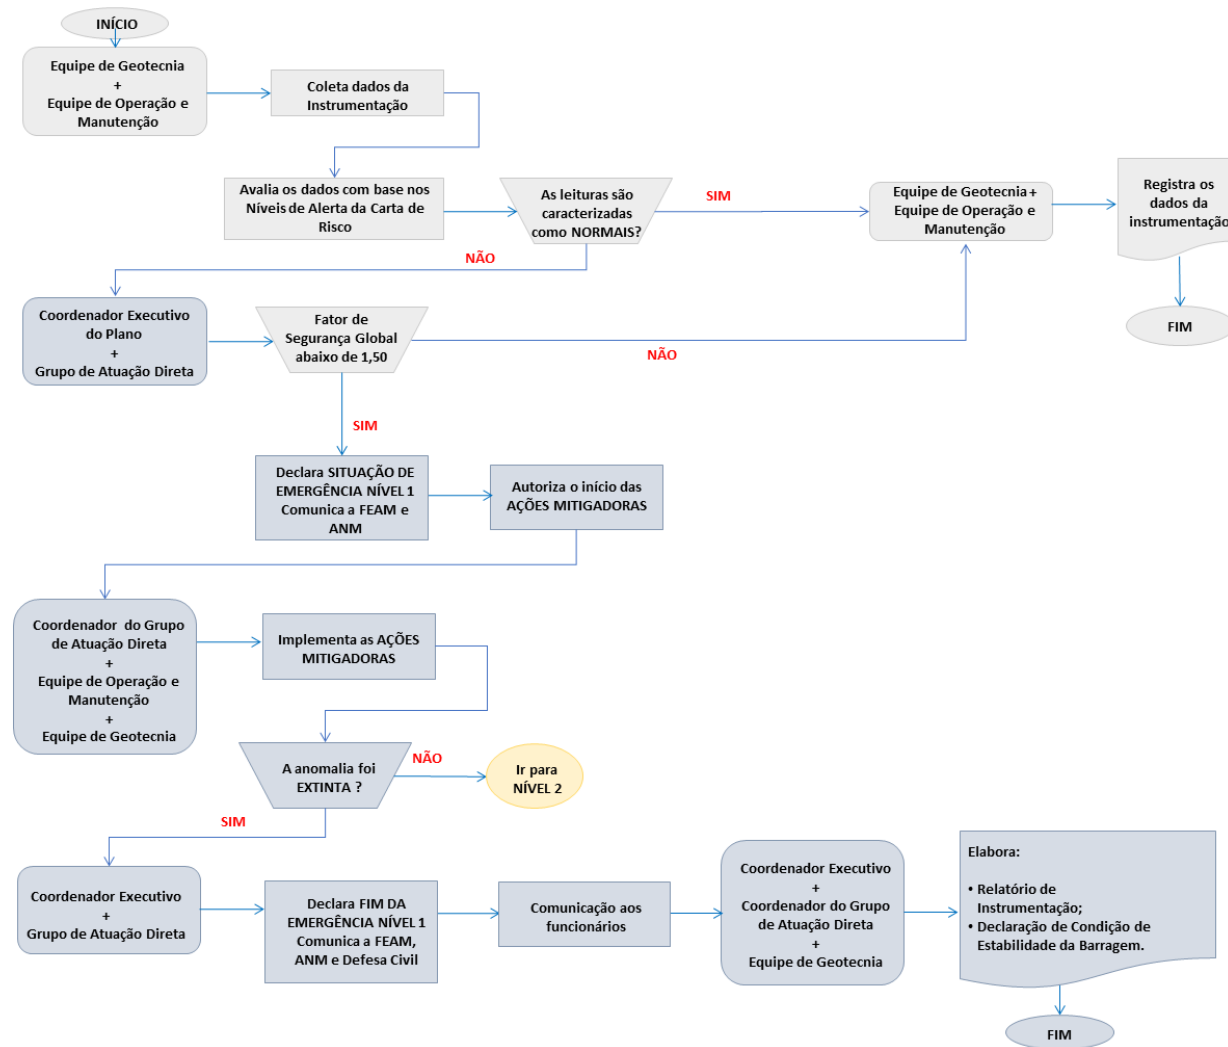 INÍCIO
Equipe de Geotecnia
+
Equipe de Operação e
Manutenção
Coleta dados da
Instrumentação
Avalia os dados com base nos
Níveis de Alerta da Carta de
Risco
As leituras são
caracterizadas
como NORMAIS?
SIM
Equipe de Geotecnia +
Equipe de Operação e
Manutenção
Registra os
dados da
instrumentação
FIM
NÃO
Coordenador Executivo
do Plano
+
Grupo de Atuação Direta
Fator de
Segurança Global
abaixo de 1,50
NÃO
SIM
Declara SITUAÇÃO DE
EMERGÊNCIA NÍVEL 1
Comunica a FEAM e
ANM
Autoriza o início das
AÇÕES MITIGADORAS
Coordenador do Grupo
de Atuação Direta
+
Equipe de Operação e
Manutenção
+
Equipe de Geotecnia
Implementa as AÇÕES
MITIGADORAS
A anomalia foi
EXTINTA ?
NÃO
Ir para
NÍVEL 2
SIM
Coordenador Executivo
+
Grupo de Atuação Direta
Declara FIM DA
EMERGÊNCIA NÍVEL 1
Comunica a FEAM,
ANM e Defesa Civil
Comunicação aos
funcionários
Coordenador Executivo
+
Coordenador do Grupo
de Atuação Direta
+
Equipe de Geotecnia
Elabora:
• Relatório de
Instrumentação;
• Declaração de Condição de
Estabilidade da Barragem.
FIM